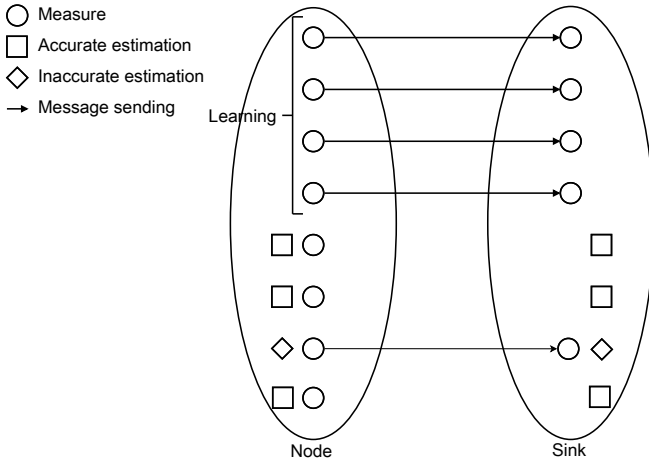 Measure
Accurate estimation
Inaccurate estimation
Message sending
Learning
Node
Sink